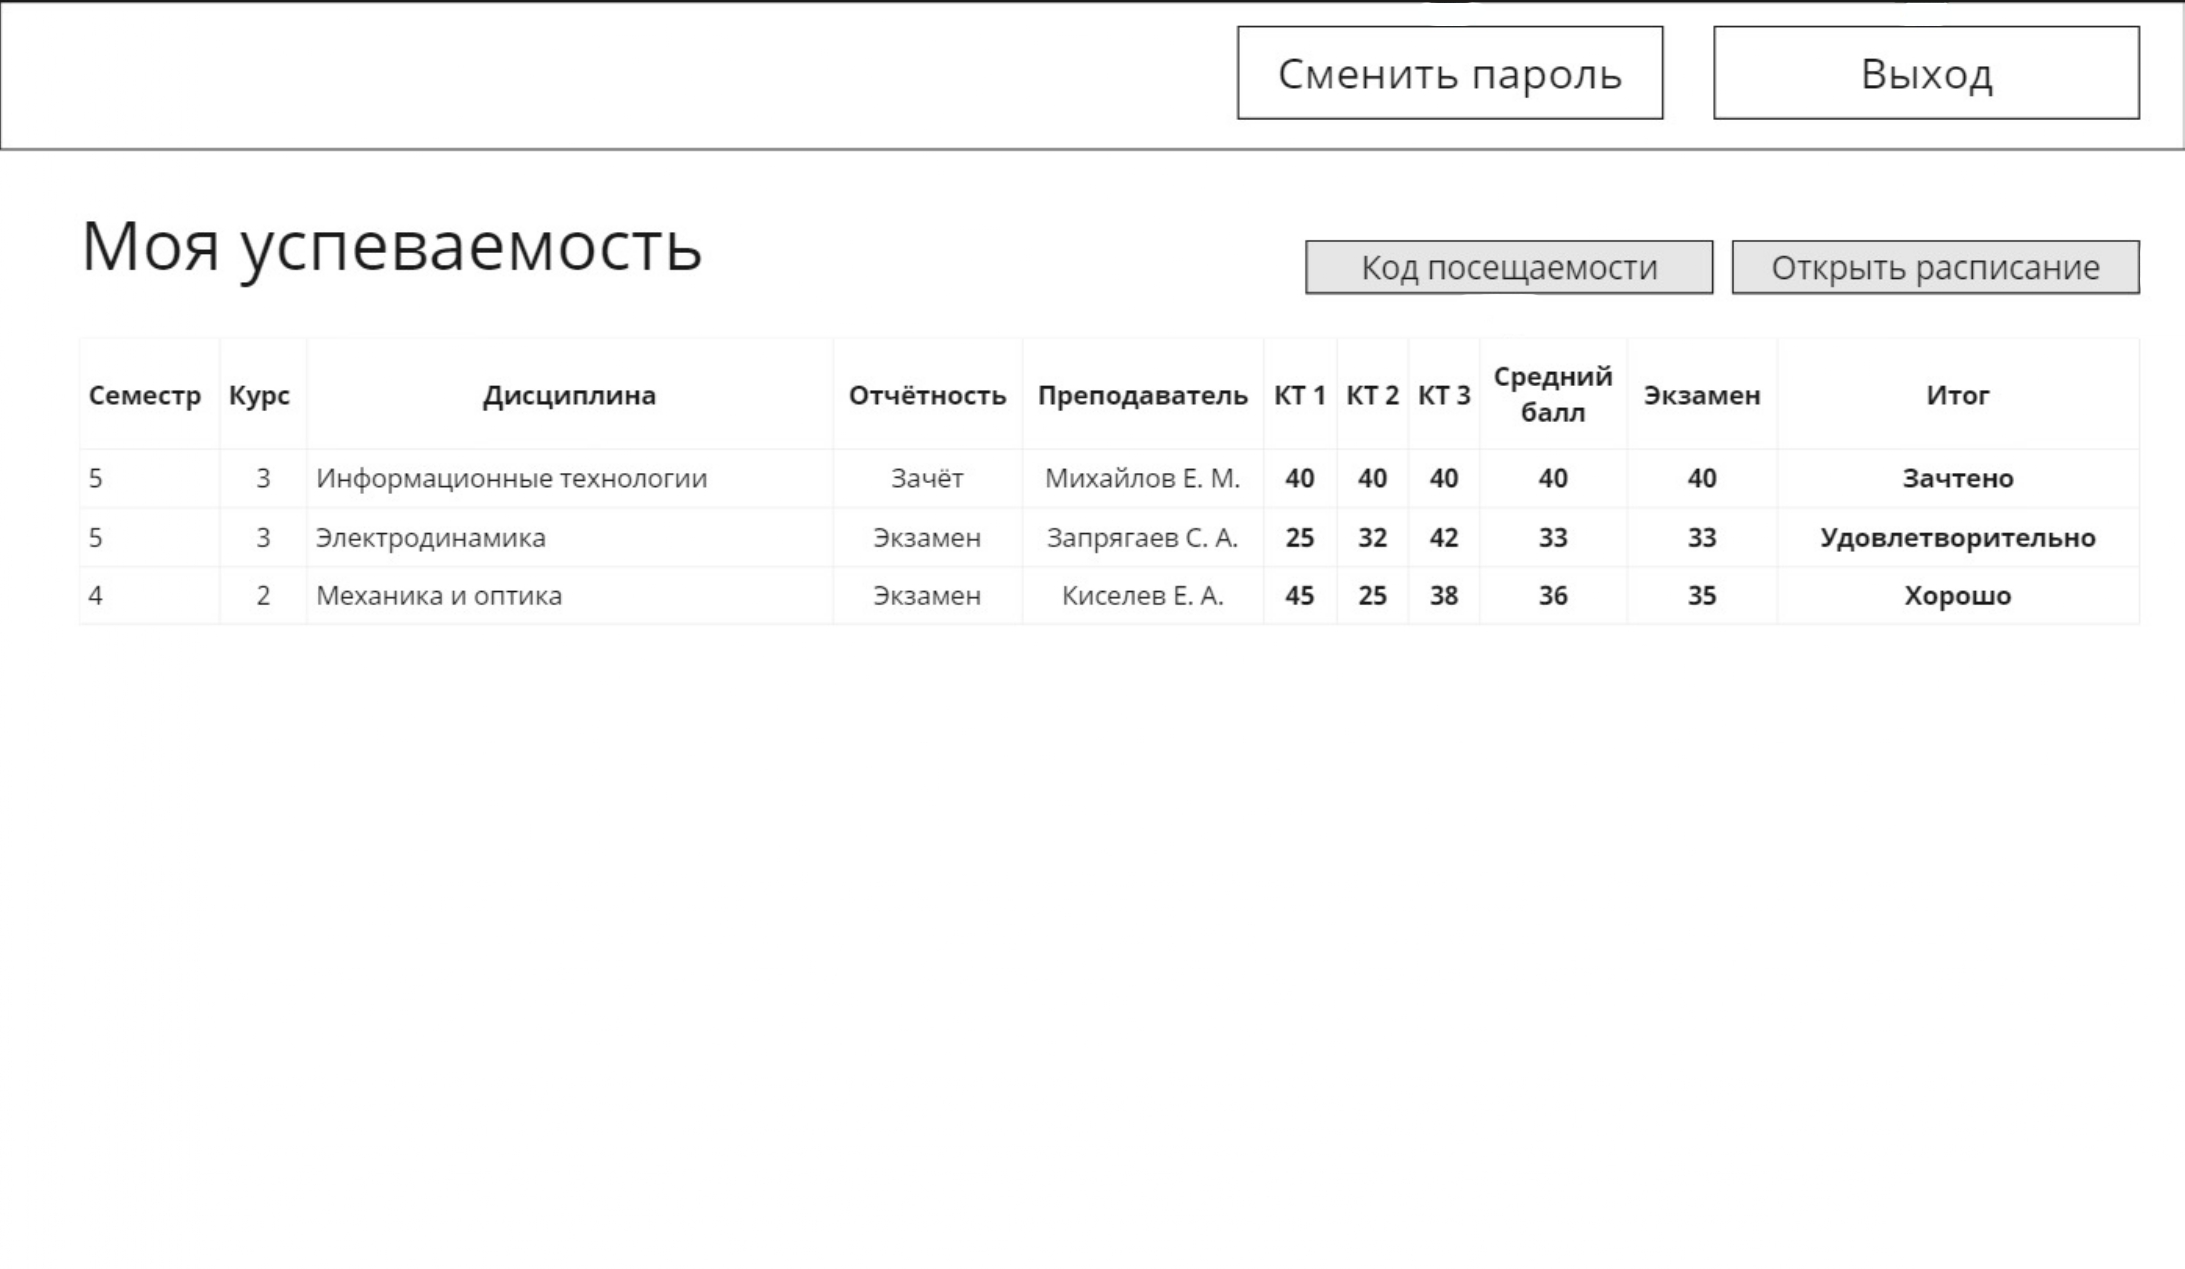 Сменить пароль Выход
Моя успеваемость
Код посещаемости Открыть расписание
Семестр Курс Дисциплина Отчётность Преподаватель КТ 1 КТ 2 КТ 3 Средний балл Экзамен Итог
5 3 Информационные технологии Зачёт Михайлов Е. М. 40 40 40 40 40 Зачтено
5 3 Электродинамика Экзамен Запрягаев С. А. 25 32 42 33 33 Удовлетворительно
4 2 Механика и оптика Экзамен Киселев Е. А. 45 25 38 36 35 Хорошо